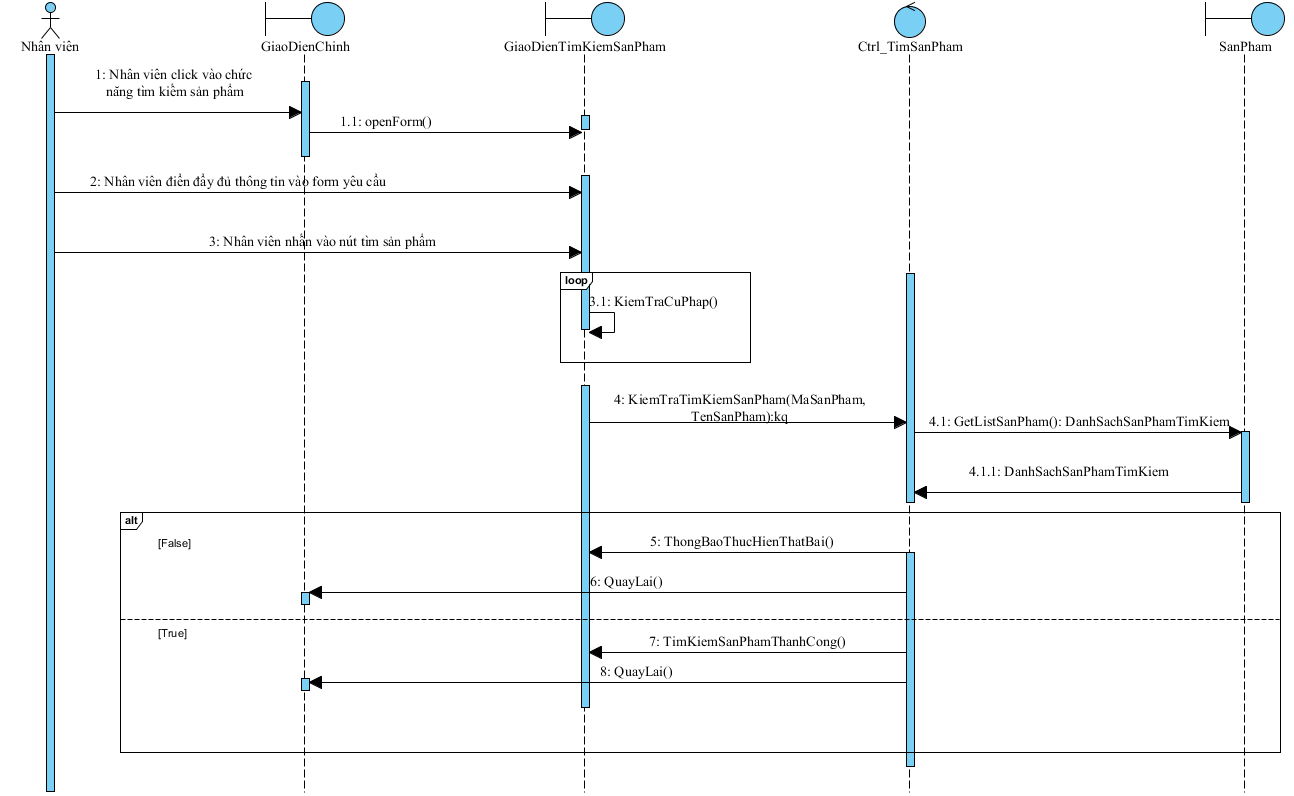 Nhân viên
GiaoDienChinh
GiaoDienTimKiemSanPham
Ctrl_TimSanPham
SanPham
1: Nhân viên click vào chức
năng tìm kiếm sản phẩm
1.1: openForm()
2: Nhân viên điền đầy đủ thông tin vào form yêu cầu
3: Nhân viên nhấn vào nút tìm sản phẩm
loop
3.1: KiemTraCuPhap()
4: KiemTraTimKiemSanPham(MaSanPham,
TenSanPham):kq
4.1: GetListSanPham(): DanhSachSanPhamTimKiem
4.1.1: DanhSachSanPhamTimKiem
alt
[False]
5: ThongBaoThucHienThatBai()
6: QuayLai()
[True]
7: TimKiemSanPhamThanhCong()
8: QuayLai()